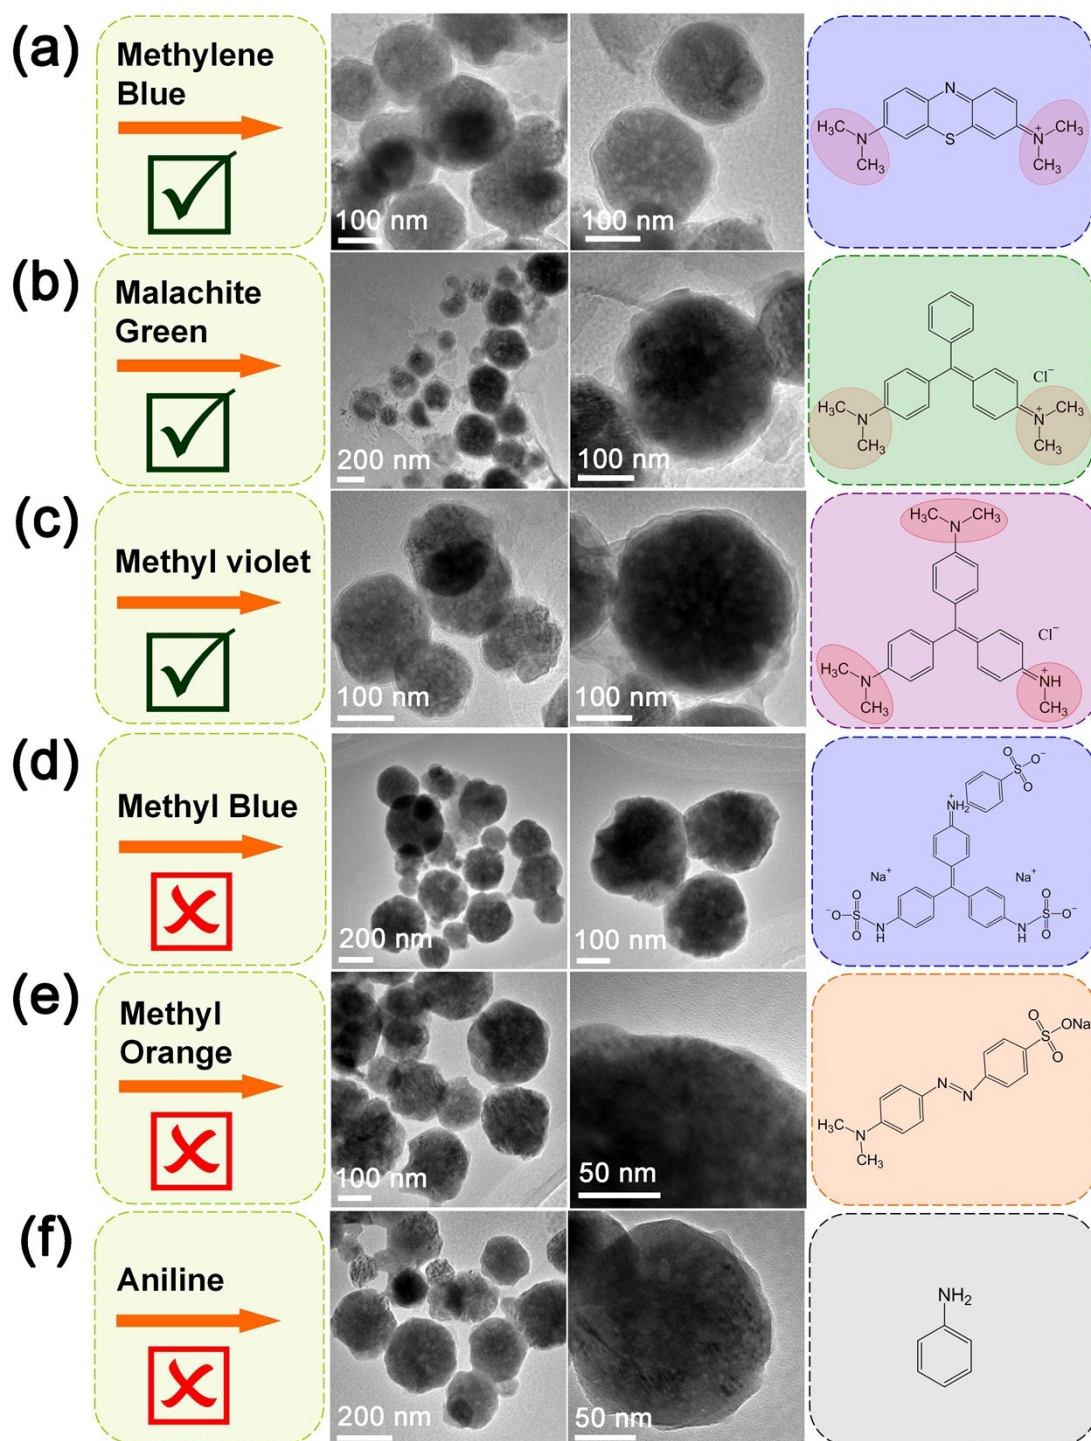 (a)
Methylene
Blue
100 nm
100 nm
N
S
H₃C
N
CH₃
N
+
CH₃
CH₃
(b)
Malachite
Green
200 nm
100 nm
Cl⁻
H₃C
N
CH₃
+
N
CH₃
CH₃
(c)
Methyl violet
100 nm
100 nm
H₃C
N
CH₃
Cl⁻
H₃C
N
CH₃
+
NH
CH₃
(d)
Methyl Blue
200 nm
100 nm
O
S
O⁻
O
+
NH₂
Na⁺
Na⁺
⁻O
O
S
O
N
H
N
H
O
S
O
O⁻
(e)
Methyl
Orange
100 nm
50 nm
O
S
ONa
O
N
N
H₃C
N
CH₃
(f)
Aniline
200 nm
50 nm
NH₂